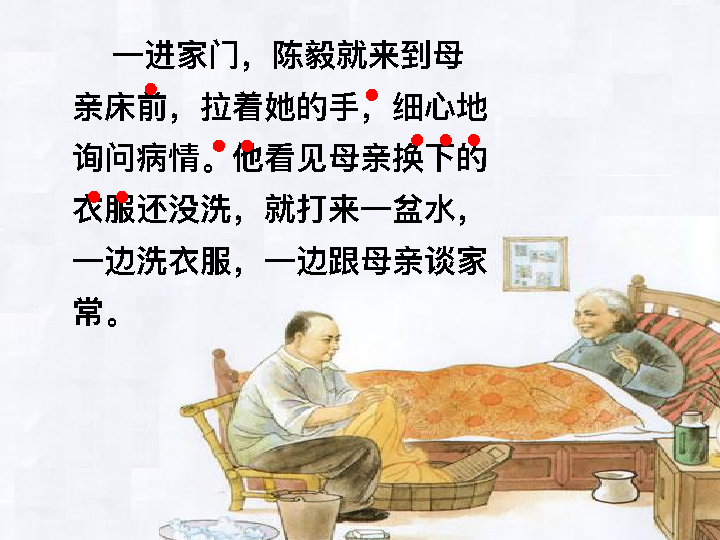 一进家门，陈毅就来到母
亲床前，拉着她的手，细心地
询问病情。他看见母亲换下的
衣服还没洗，就打来一盆水，
一边洗衣服，一边跟母亲谈家
常。